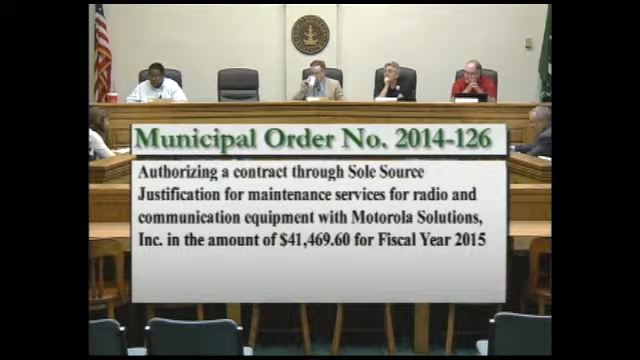 Municipal Order No. 2014-126
Authorizing a contract through Sole Source
Justification for maintenance services for radio and
communication equipment with Motorola Solutions,
Inc. in the amount of $41,469.60 for Fiscal Year 2015